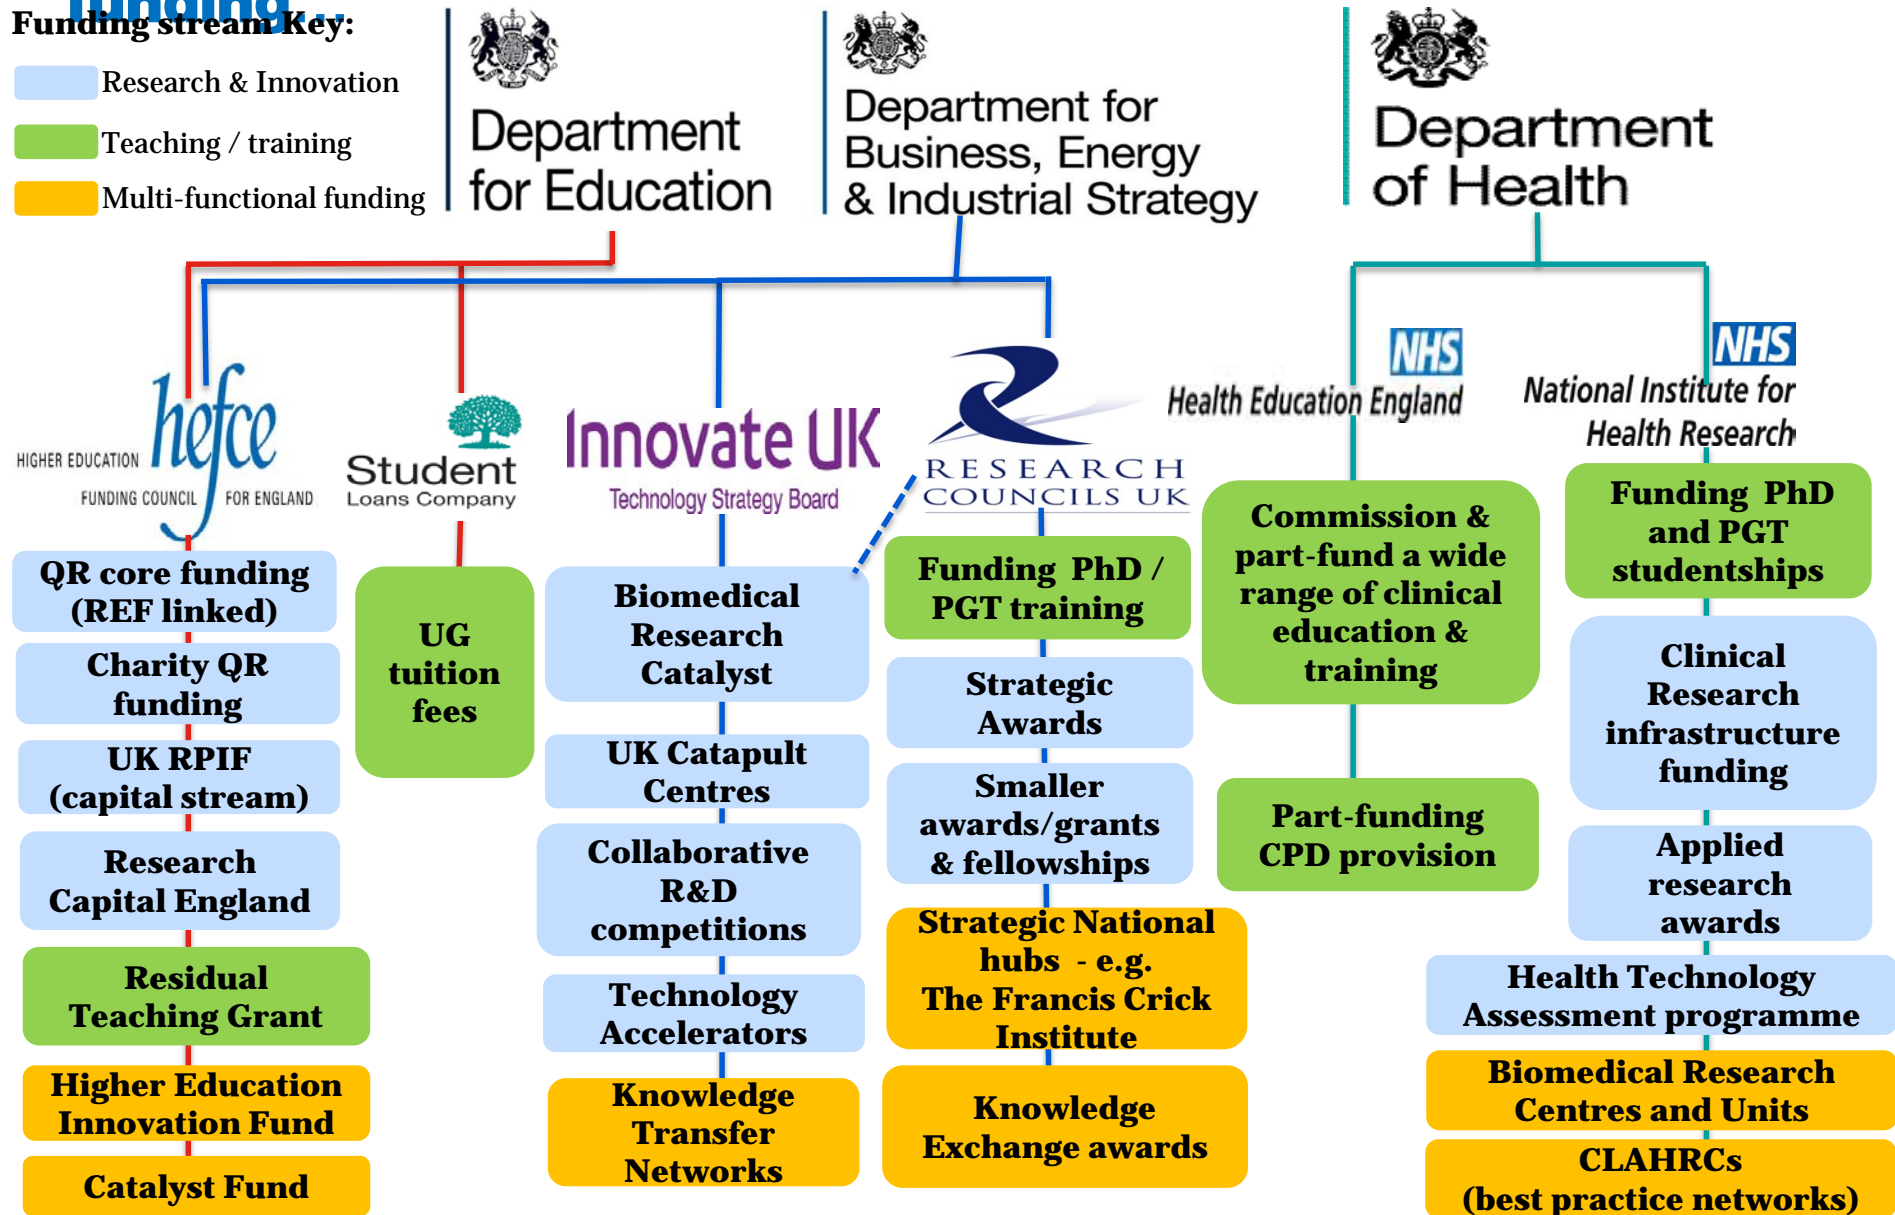 funding...
Funding stream Key:
Research & Innovation
Teaching / training
Multi-functional funding
Department
for Education
Department for
Business, Energy
& Industrial Strategy
Department
of Health
hefce
HIGHER EDUCATION
FUNDING COUNCIL FOR ENGLAND
Student
Loans Company
Innovate UK
Technology Strategy Board
RESEARCH
COUNCILS UK
NHS
Health Education England
NHS
National Institute for
Health Research
QR core funding
(REF linked)
Charity QR
funding
UK RPIF
(capital stream)
Research
Capital England
Residual
Teaching Grant
Higher Education
Innovation Fund
Catalyst Fund
UG
tuition
fees
Biomedical
Research
Catalyst
UK Catapult
Centres
Collaborative
R&D
competitions
Technology
Accelerators
Knowledge
Transfer
Networks
Funding PhD /
PGT training
Strategic
Awards
Smaller
awards/grants
& fellowships
Strategic National
hubs - e.g.
The Francis Crick
Institute
Knowledge
Exchange awards
Commission &
part-fund a wide
range of clinical
education &
training
Part-funding
CPD provision
Funding PhD
and PGT
studentships
Clinical
Research
infrastructure
funding
Applied
research
awards
Health Technology
Assessment programme
Biomedical Research
Centres and Units
CLAHRCs
(best practice networks)